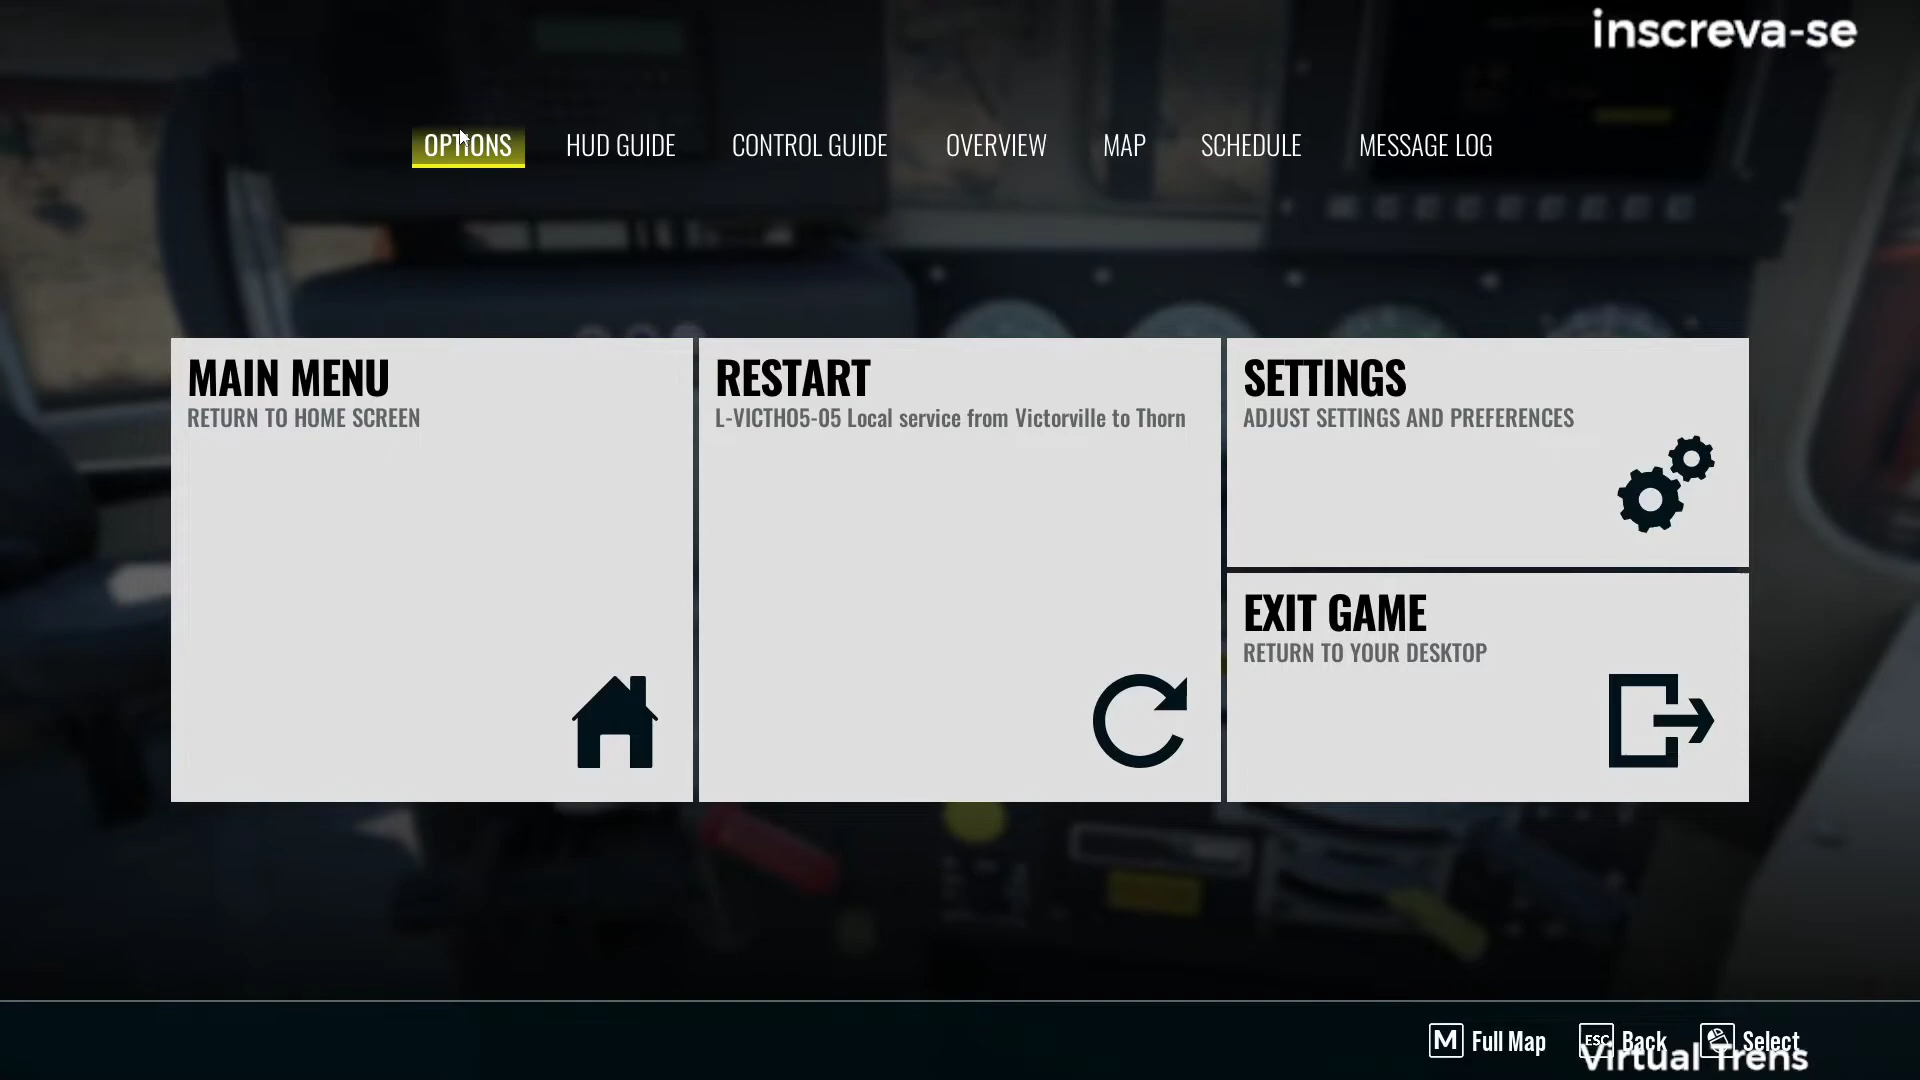 inscreva-se
OPTIONS HUD GUIDE CONTROL GUIDE OVERVIEW MAP SCHEDULE MESSAGE LOG
MAIN MENU
RETURN TO HOME SCREEN
RESTART
L-VICTHO5-05 Local service from Victorville to Thorn
SETTINGS
ADJUST SETTINGS AND PREFERENCES
EXIT GAME
RETURN TO YOUR DESKTOP
M Full Map ESC Back Select
Virtual Trens